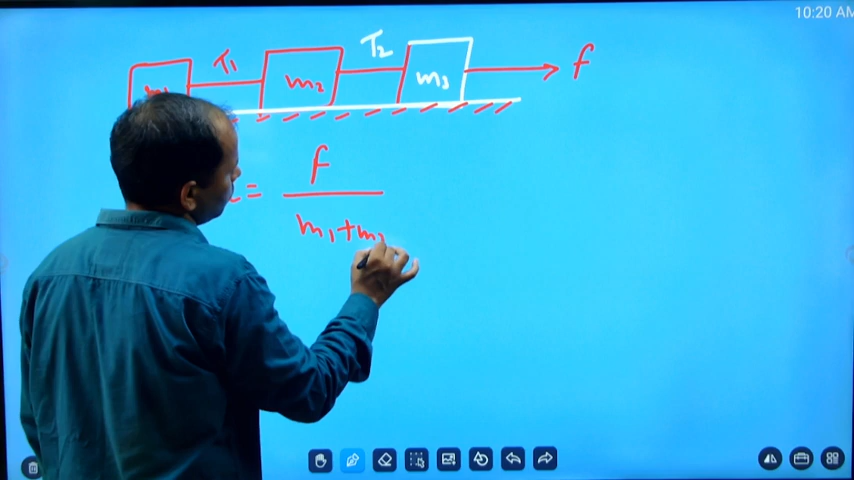 10:20 AM
T₁ T₂
m₂ m₃ f
= f
m₁+m₂